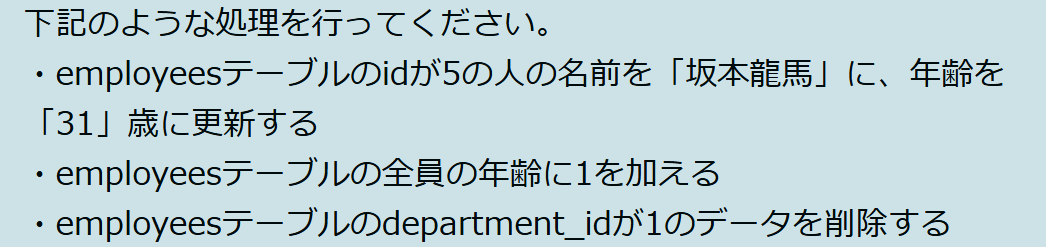 下記のような処理を行ってください。
・employeesテーブルのidが5の人の名前を「坂本龍馬」に、年齢を
「31」歳に更新する
・employeesテーブルの全員の年齢に1を加える
・employeesテーブルのdepartment_idが1のデータを削除する